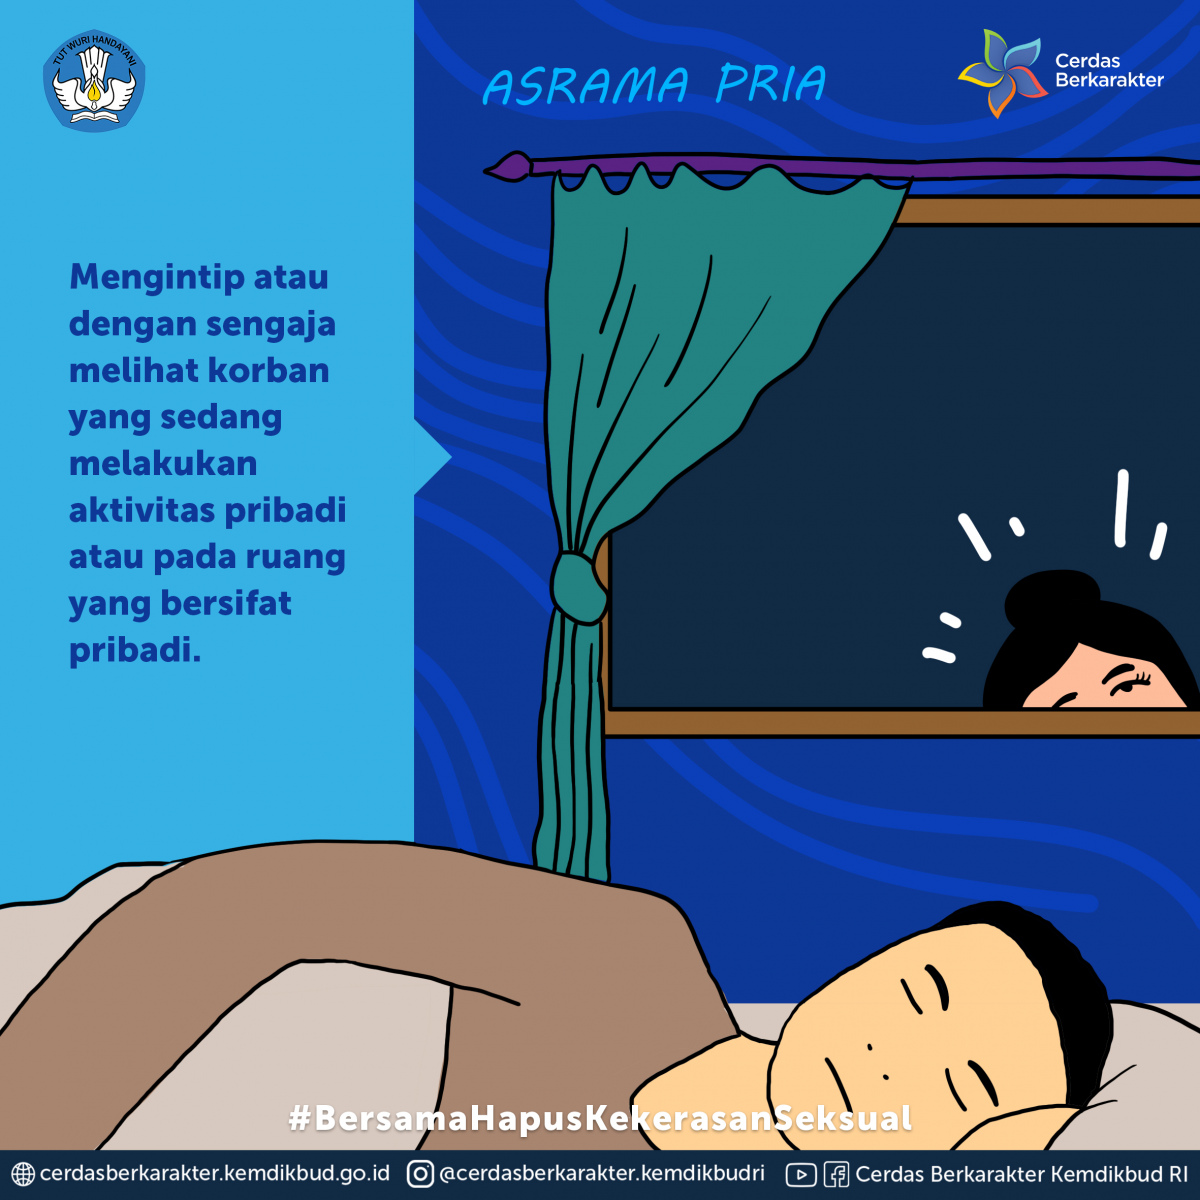 TUT WURI HANDAYANI
ASRAMA PRIA
Cerdas
Berkarakter
Mengintip atau
dengan sengaja
melihat korban
yang sedang
melakukan
aktivitas pribadi
atau pada ruang
yang bersifat
pribadi.
#BersamaHapusKekerasanSeksual
cerdasberkarakter.kemdikbud.go.id @cerdasberkarakter.kemdikbudri Cerdas Berkarakter Kemdikbud RI